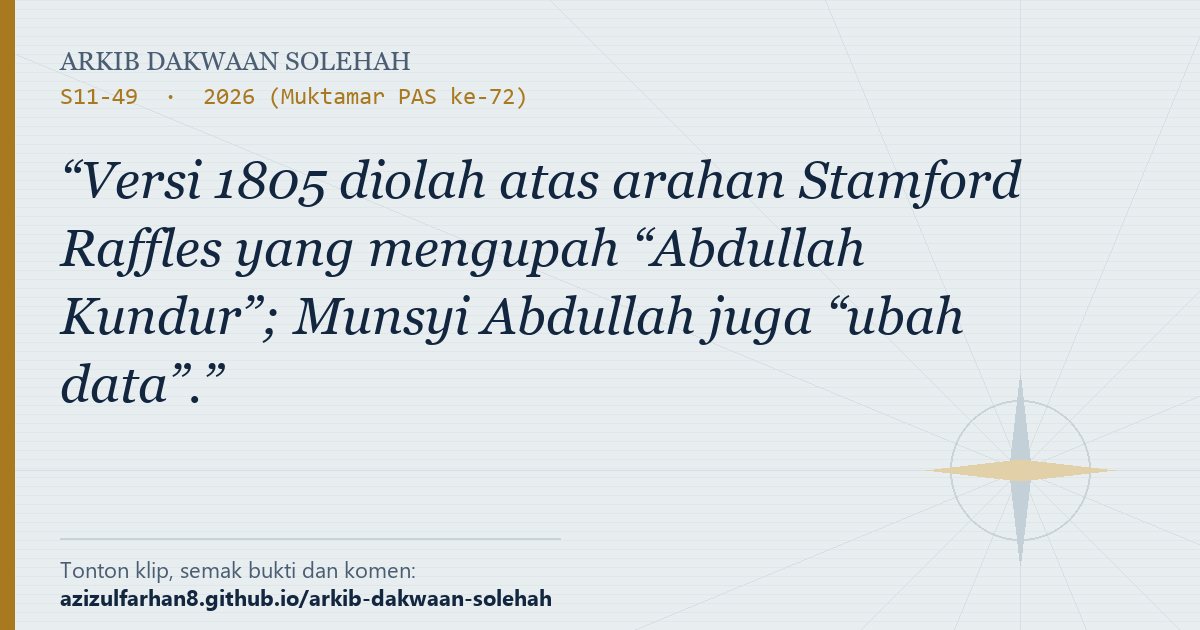 ARKIB DAKWAAN SOLEHAH
S11-49 · 2026 (Muktamar PAS ke-72)
“Versi 1805 diolah atas arahan Stamford
Raffles yang mengupah “Abdullah
Kundur”; Munsyi Abdullah juga “ubah
data”.”
Tonton klip, semak bukti dan komen:
azizulfarhan8.github.io/arkib-dakwaan-solehah